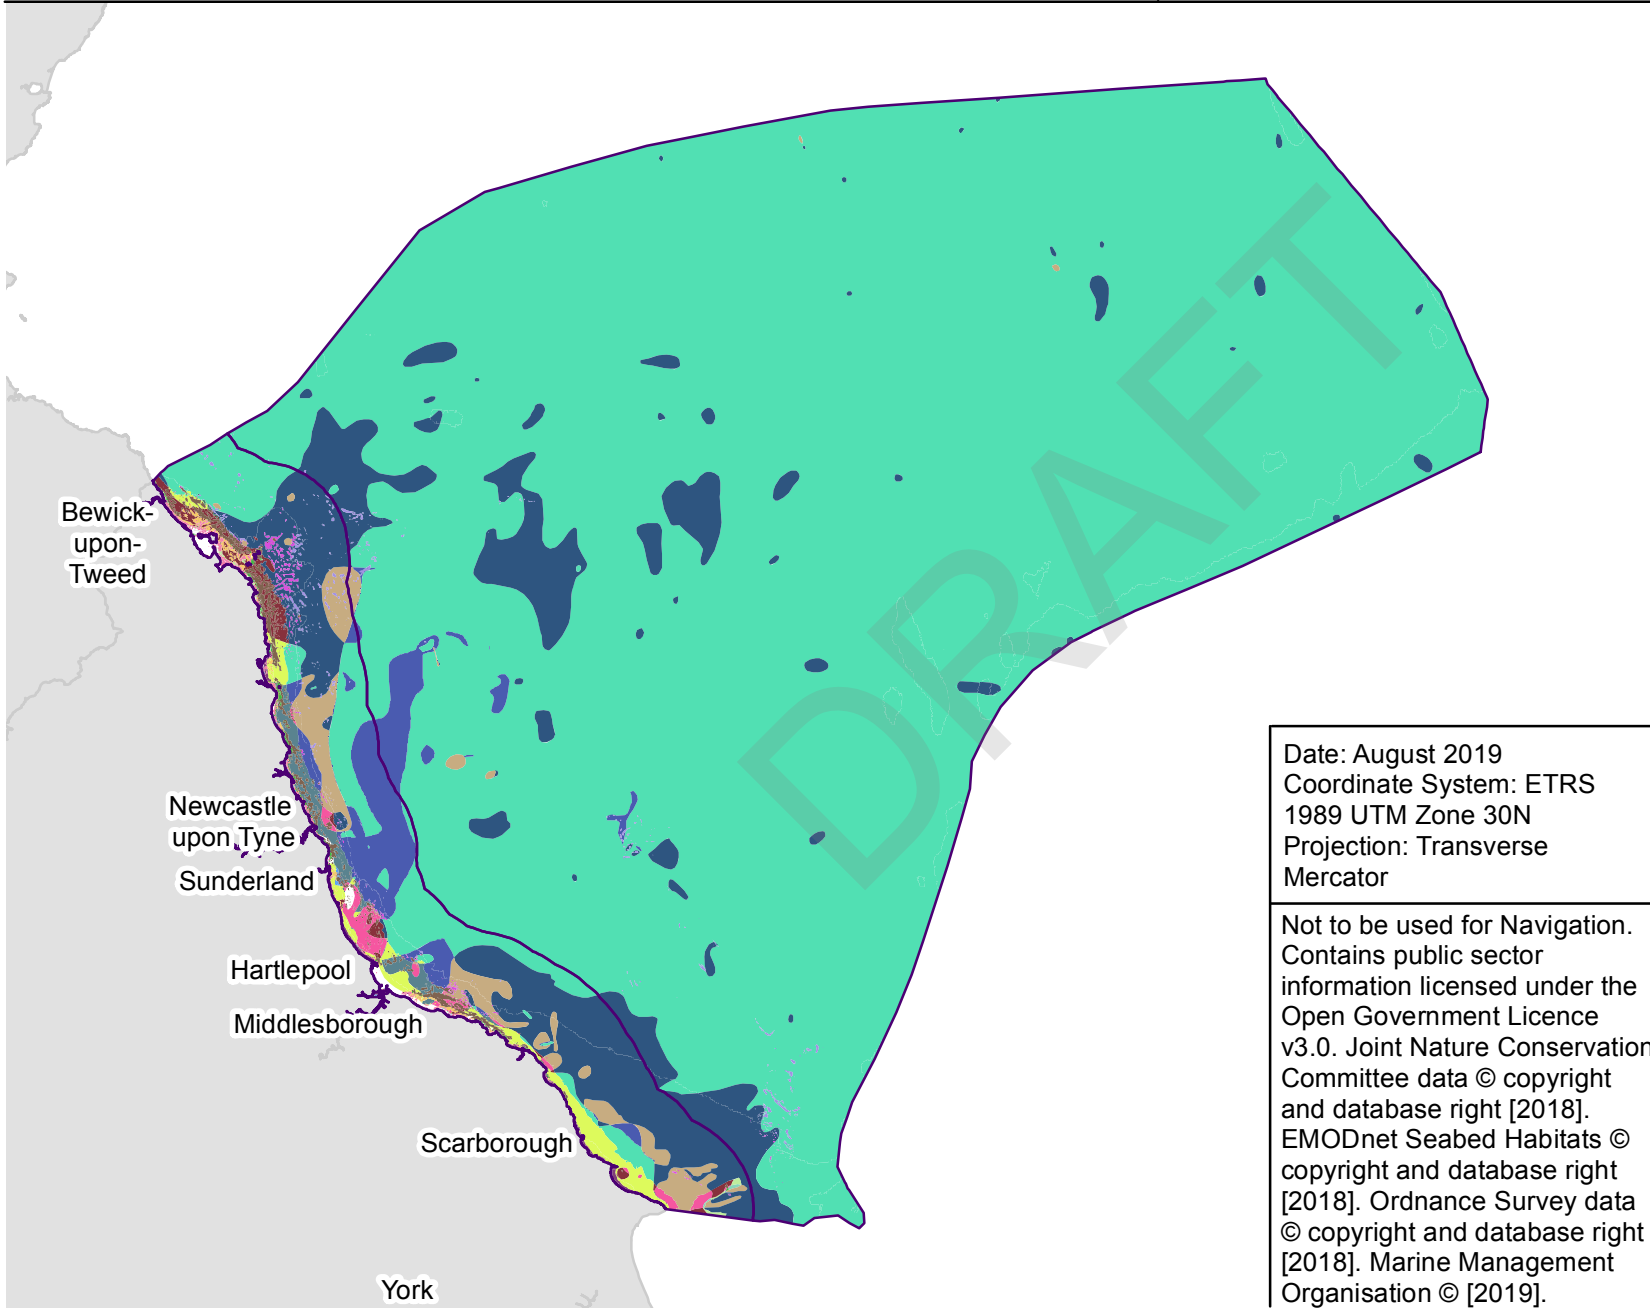 DRAFT
Bewick-
upon-
Tweed
Newcastle
upon Tyne
Sunderland
Hartlepool
Middlesborough
Scarborough
York
Date: August 2019
Coordinate System: ETRS
1989 UTM Zone 30N
Projection: Transverse
Mercator
Not to be used for Navigation.
Contains public sector
information licensed under the
Open Government Licence
v3.0. Joint Nature Conservation
Committee data © copyright
and database right [2018].
EMODnet Seabed Habitats ©
copyright and database right
[2018]. Ordnance Survey data
© copyright and database right
[2018]. Marine Management
Organisation © [2019].